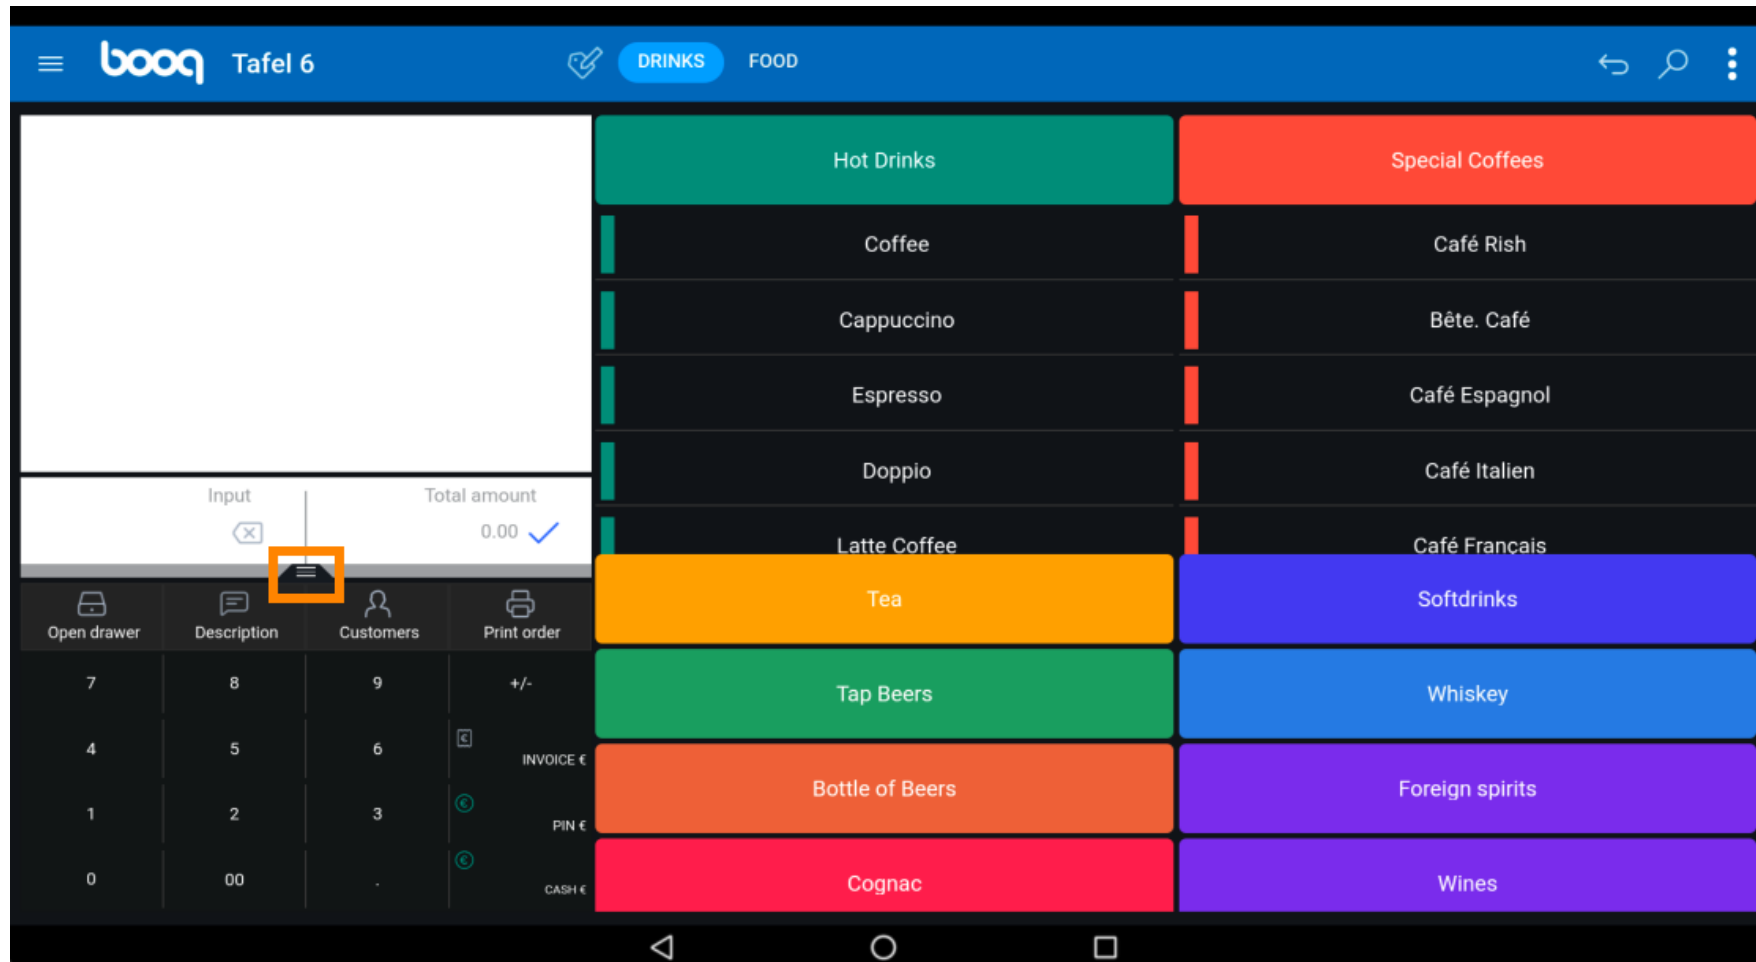 booq Tafel 6 DRINKS FOOD
Input Total amount
0.00
Open drawer Description Customers Print order
7 8 9 +/-
4 5 6 INVOICE €
1 2 3 PIN €
0 00 . CASH €
Hot Drinks
Coffee
Cappuccino
Espresso
Doppio
Latte Coffee
Tea
Tap Beers
Bottle of Beers
Cognac
Special Coffees
Café Rish
Bête. Café
Café Espagnol
Café Italien
Café Français
Softdrinks
Whiskey
Foreign spirits
Wines